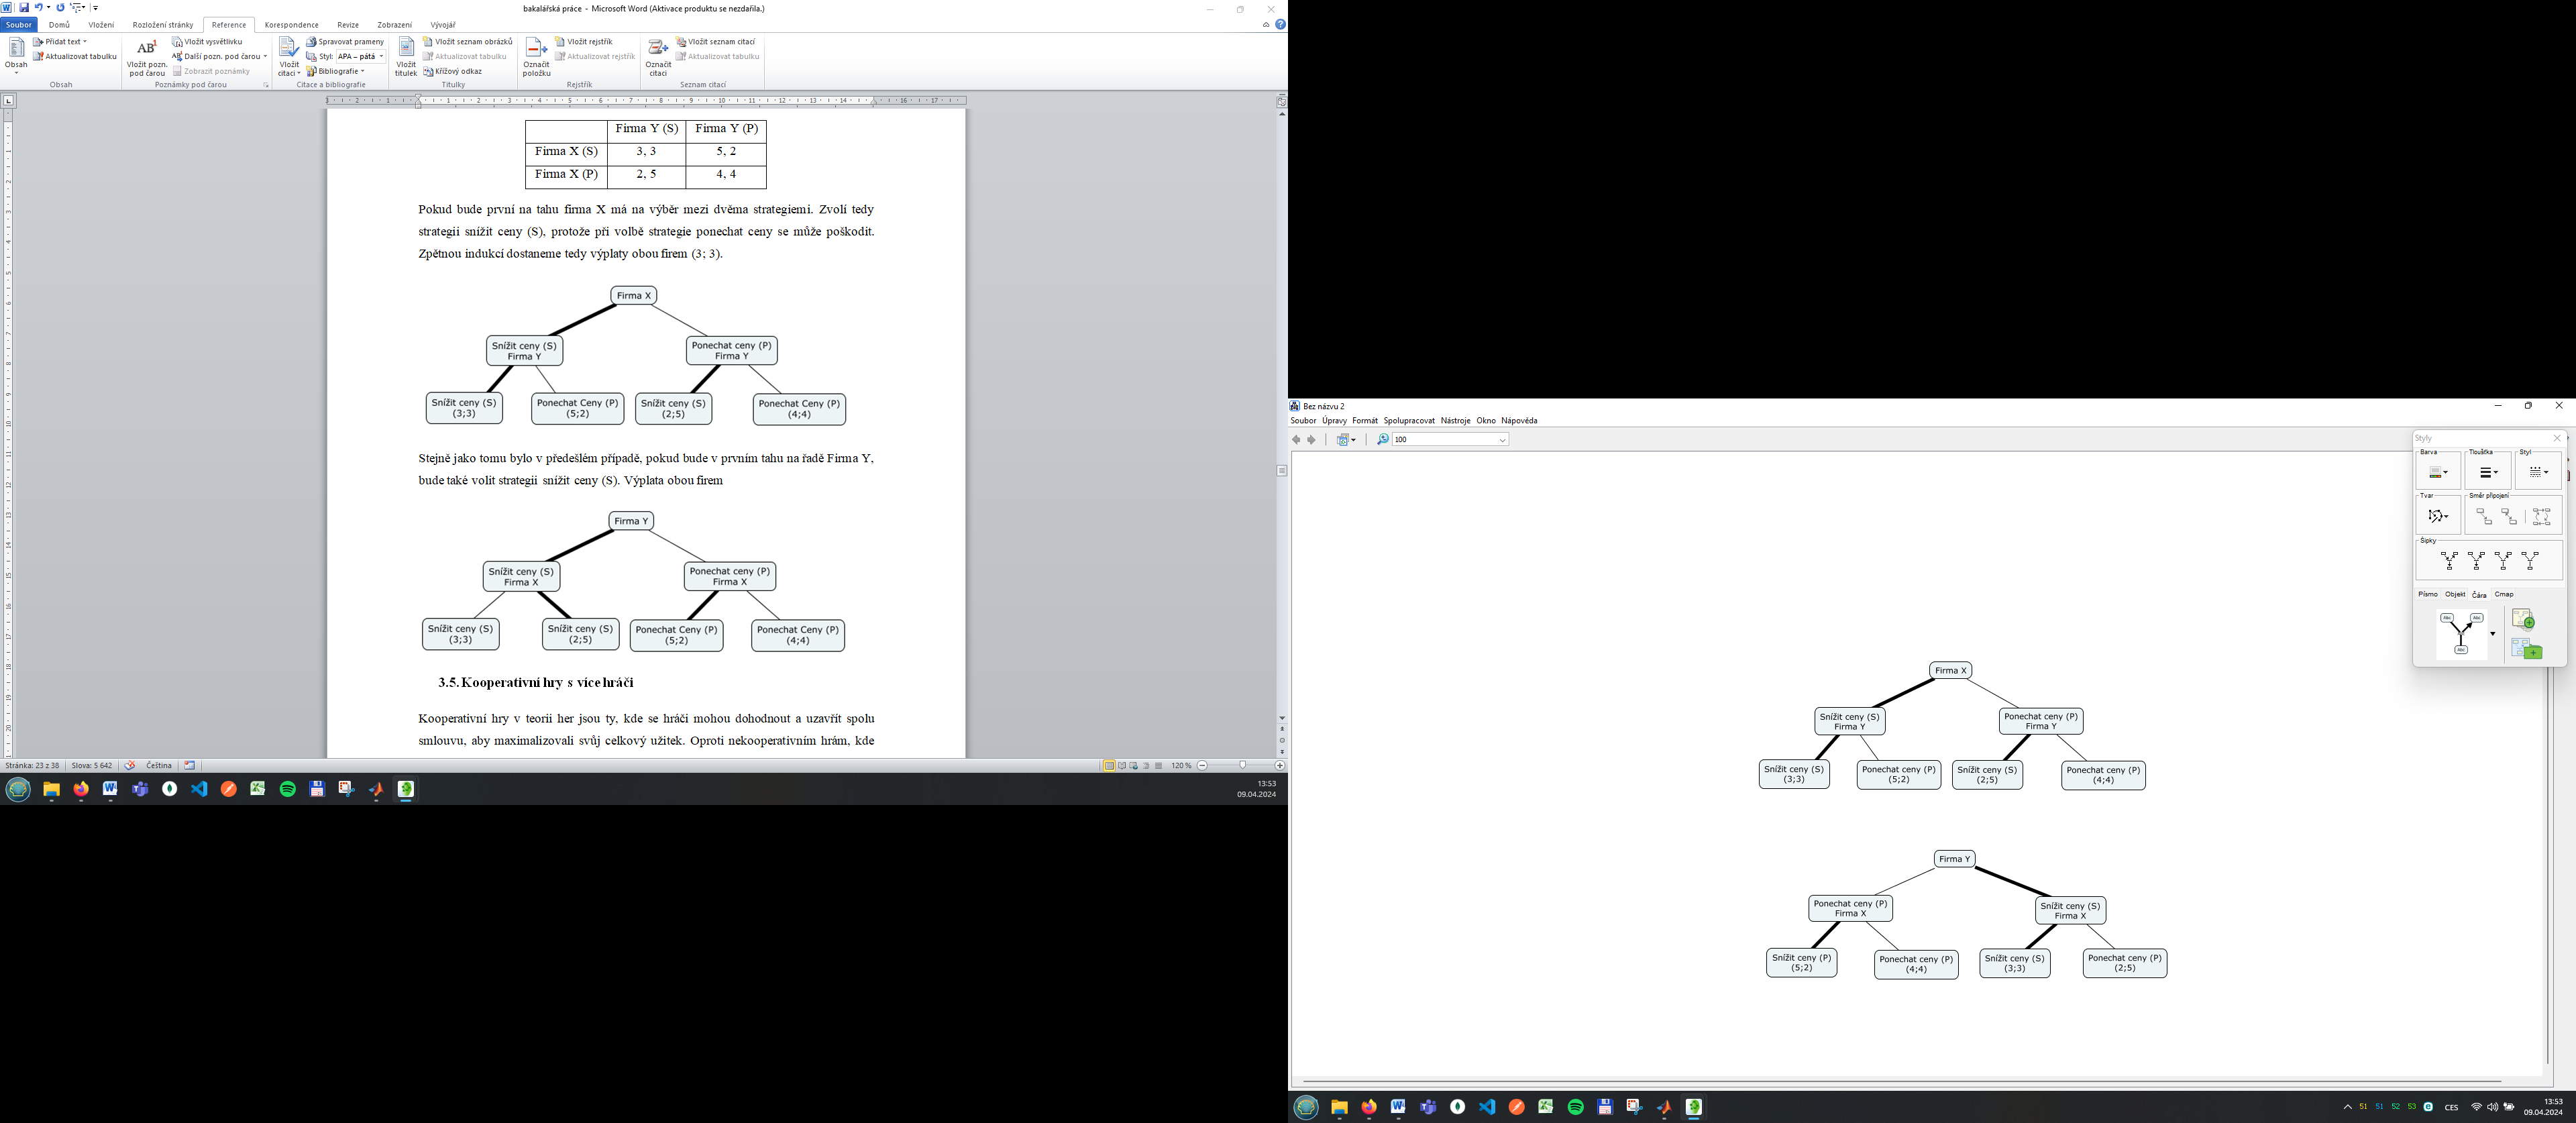 bakalářská práce - Microsoft Word (Aktivace produktu se nezdařila.)
Soubor Domů Vložení Rozložení stránky Reference Korespondence Revize Zobrazení Vývojář
Obsah
Přidat text
Aktualizovat tabulku
Obsah
AB1
Vložit pozn. pod čarou
Vložit vysvětlivku
Další pozn. pod čarou
Zobrazit poznámky
Poznámky pod čarou
Vložit citaci
Spravovat prameny
Styl: APA – pátá
Bibliografie
Citace a bibliografie
Vložit titulek
Vložit seznam obrázků
Aktualizovat tabulku
Křížový odkaz
Titulky
Označit položku
Vložit rejstřík
Aktualizovat rejstřík
Rejstřík
Označit citaci
Vložit seznam citací
Aktualizovat tabulku
Seznam citací
Firma Y (S) Firma Y (P)
Firma X (S) 3, 3 5, 2
Firma X (P) 2, 5 4, 4
Pokud bude první na tahu firma X má na výběr mezi dvěma strategiemi. Zvolí tedy
strategii snížit ceny (S), protože při volbě strategie ponechat ceny se může poškodit.
Zpětnou indukcí dostaneme tedy výplaty obou firem (3; 3).
Firma X
Snížit ceny (S)
Firma Y
Ponechat ceny (P)
Firma Y
Snížit ceny (S)
(3;3)
Ponechat Ceny (P)
(5;2)
Snížit ceny (S)
(2;5)
Ponechat Ceny (P)
(4;4)
Stejně jako tomu bylo v předešlém případě, pokud bude v prvním tahu na řadě Firma Y,
bude také volit strategii snížit ceny (S). Výplata obou firem
Firma Y
Snížit ceny (S)
Firma X
Ponechat ceny (P)
Firma X
Snížit ceny (S)
(3;3)
Snížit ceny (S)
(2;5)
Ponechat Ceny (P)
(5;2)
Ponechat Ceny (P)
(4;4)
3.5. Kooperativní hry s více hráči
Kooperativní hry v teorii her jsou ty, kde se hráči mohou dohodnout a uzavřít spolu
smlouvu, aby maximalizovali svůj celkový užitek. Oproti nekooperativním hrám, kde
Stránka: 23 z 38 Slova: 5 642 Čeština 120 %
13:53
09.04.2024
Bez názvu 2
Soubor Úpravy Formát Spolupracovat Nástroje Okno Nápověda
100
Styly
Barva Tloušťka Styl
Tvar Směr připojení
Šipky
Písmo Objekt Čára Cmap
Abc Abc
Abc
Firma X
Snížit ceny (S)
Firma Y
Ponechat ceny (P)
Firma Y
Snížit ceny (S)
(3;3)
Ponechat ceny (P)
(5;2)
Snížit ceny (S)
(2;5)
Ponechat ceny (P)
(4;4)
Firma Y
Ponechat ceny (P)
Firma X
Snížit ceny (S)
Firma X
Snížit ceny (P)
(5;2)
Ponechat ceny (P)
(4;4)
Snížit ceny (S)
(3;3)
Ponechat ceny (P)
(2;5)
51 51 52 53 CES
13:53
09.04.2024